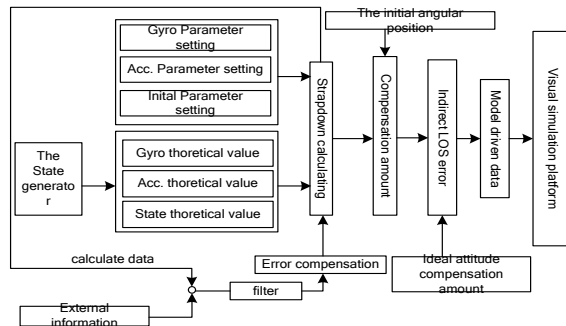 Gyro Parameter
setting
Acc. Parameter setting
Inital Parameter
setting
The initial angular
position
The
State
generato
r
Gyro thoretical value
Acc. thoretical value
State thoretical value
Strapdown calculating
Compensation amount
Indirect LOS error
Model driven data
Visual simulation platform
calculate data
Error compensation
Ideal attitude
compensation
amount
filter
External
information